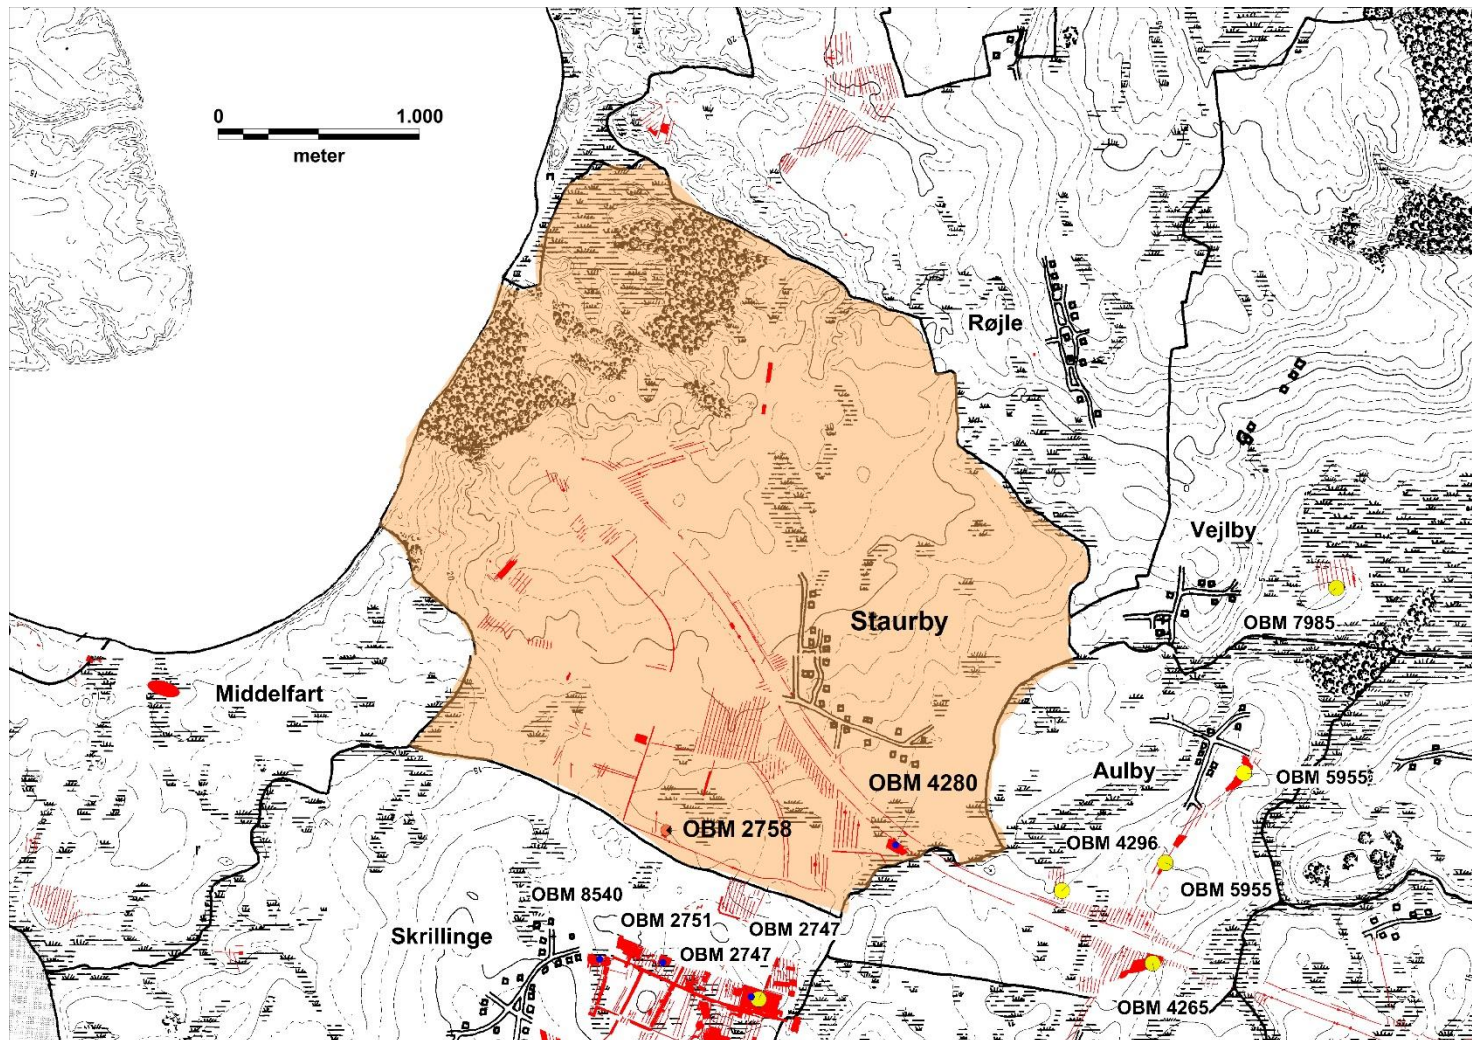 0 1.000
meter
Røjle
Vejlby
OBM 7985
Staurby
Middelfart
Aulby
OBM 5955
OBM 4280
OBM 2758
OBM 4296
OBM 5955
OBM 8540
OBM 2751
OBM 2747
Skrillinge
OBM 2747
OBM 4265